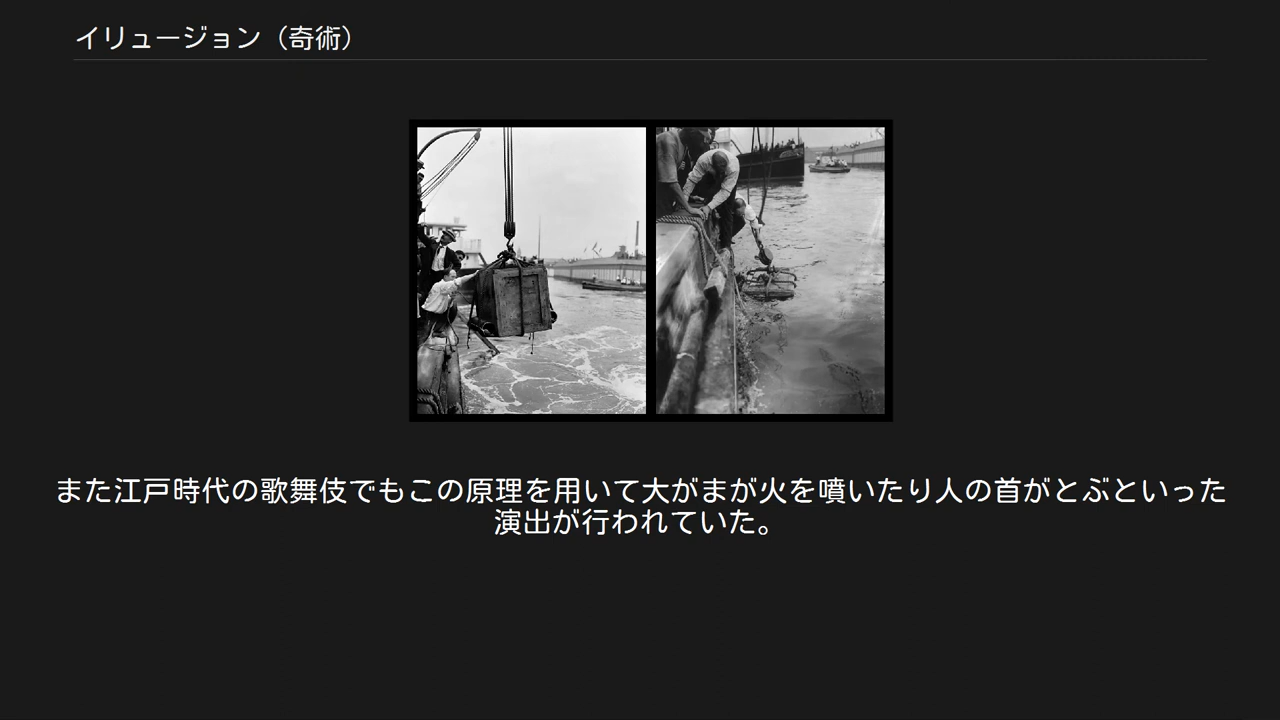 イリュージョン（奇術）
また江戸時代の歌舞伎でもこの原理を用いて大がまが火を噴いたり人の首がとぶといった
演出が行われていた。